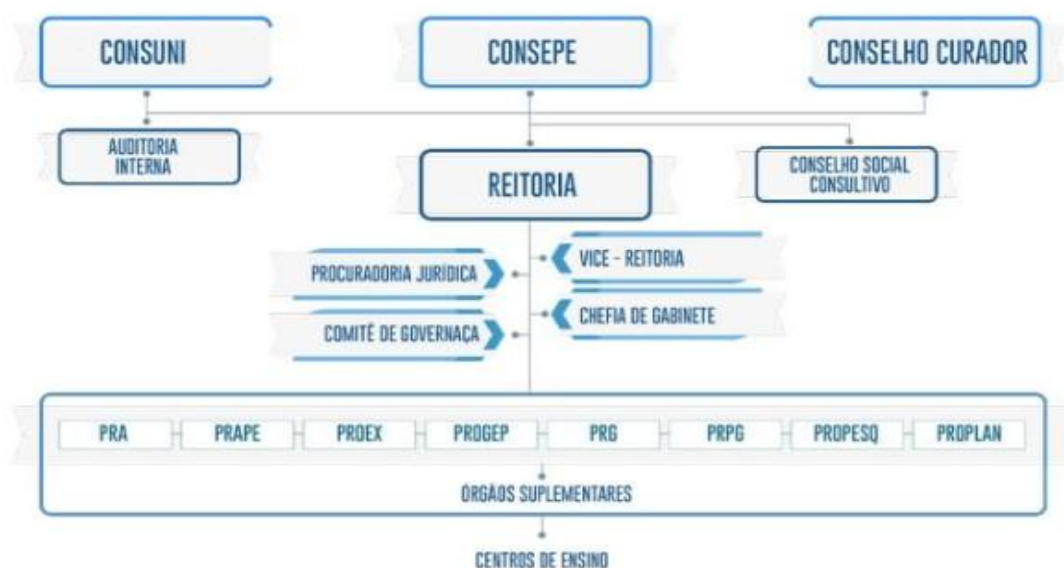 CONSUNI
CONSEPE
CONSELHO CURADOR
AUDITORIA
INTERNA
REITORIA
CONSELHO SOCIAL
CONSULTIVO
PROCURADORIA JURÍDICA
VICE - REITORIA
COMITÊ DE GOVERNAÇA
CHEFIA DE GABINETE
PRA
PRAPE
PROEX
PROGEP
PRG
PRPG
PROPESQ
PROPLAN
ÓRGÃOS SUPLEMENTARES
CENTROS DE ENSINO